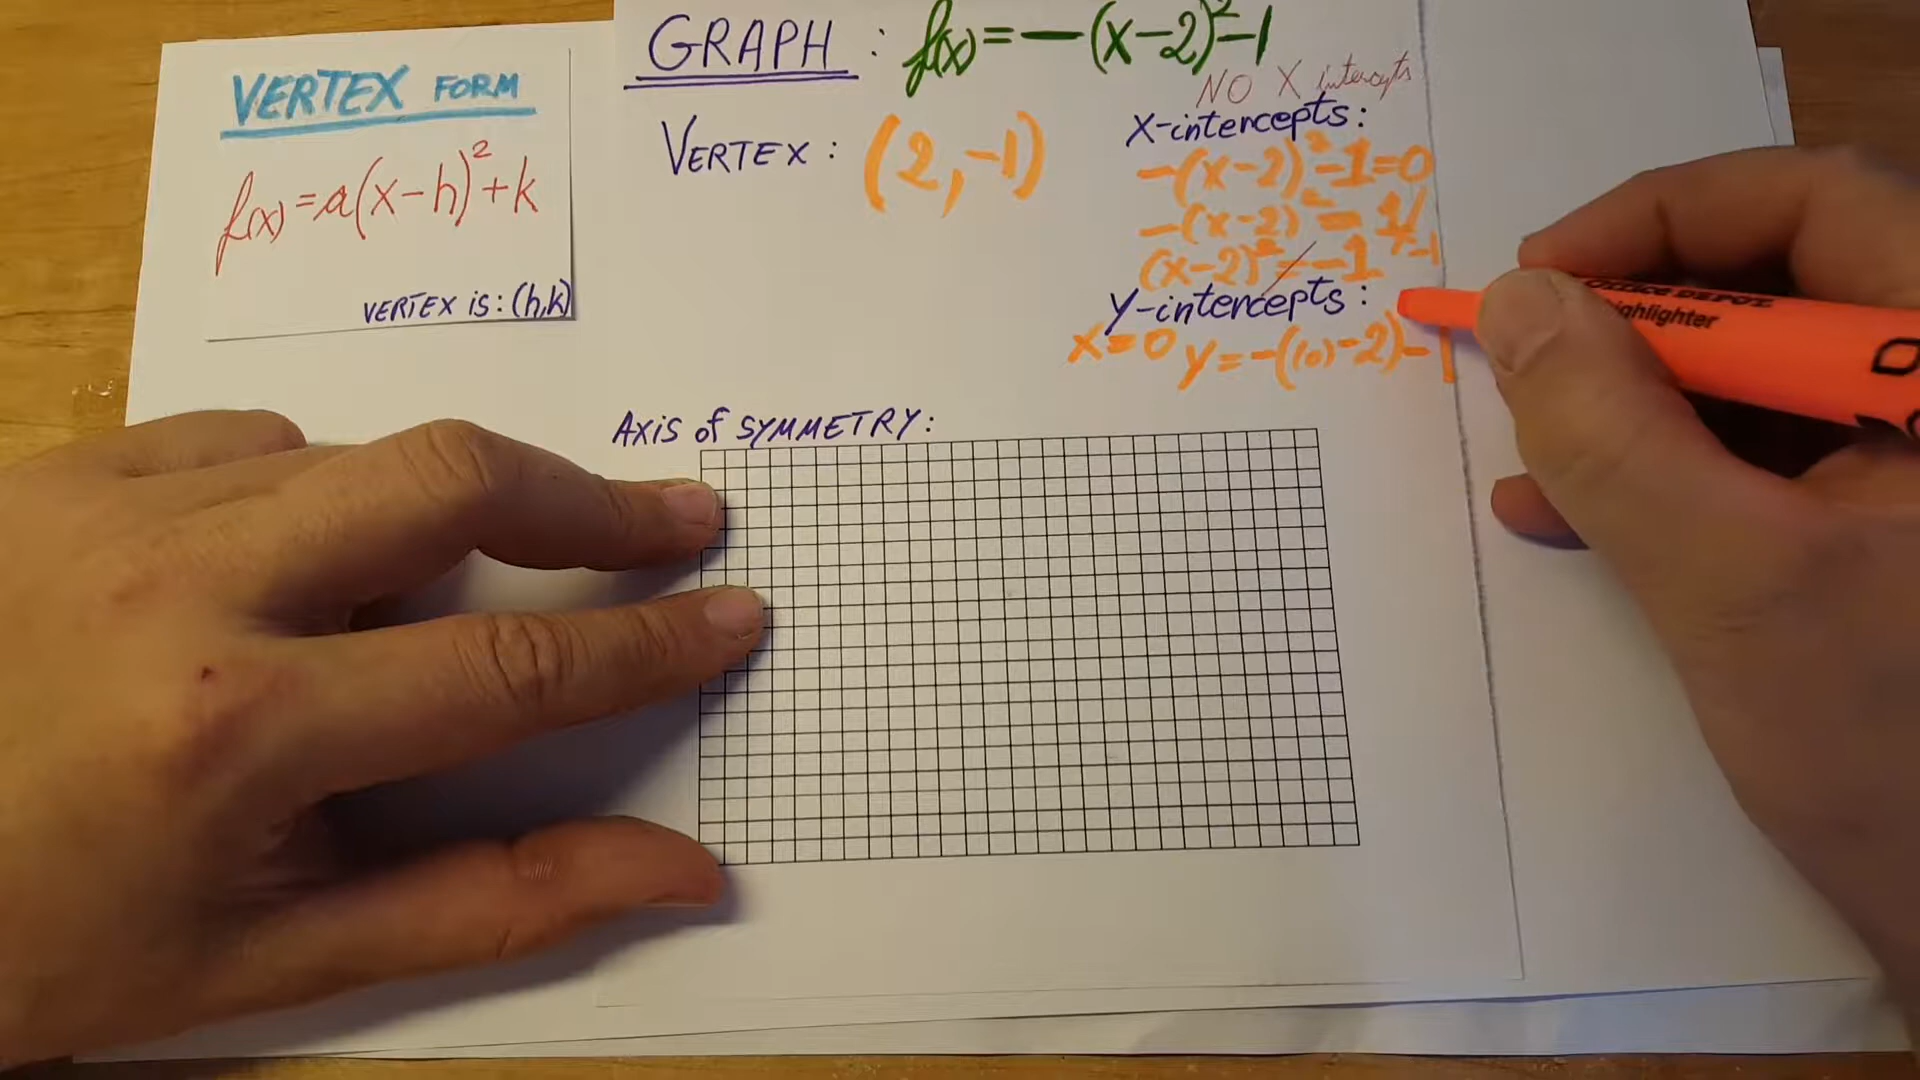 VERTEX FORM
f(x)=a(x-h)²+k
VERTEX is: (h,k)
GRAPH : f(x)=-(x-2)²-1
VERTEX: (2,-1)
NO X intercepts
X-intercepts:
-(x-2)²-1=0
-(x-2)²=1/
÷-1
(x-2)²≠-1
Y-intercepts:
x=0 y=-((0)-2)-1
Axis of SYMMETRY:
OFFICE DEPOT
highlighter